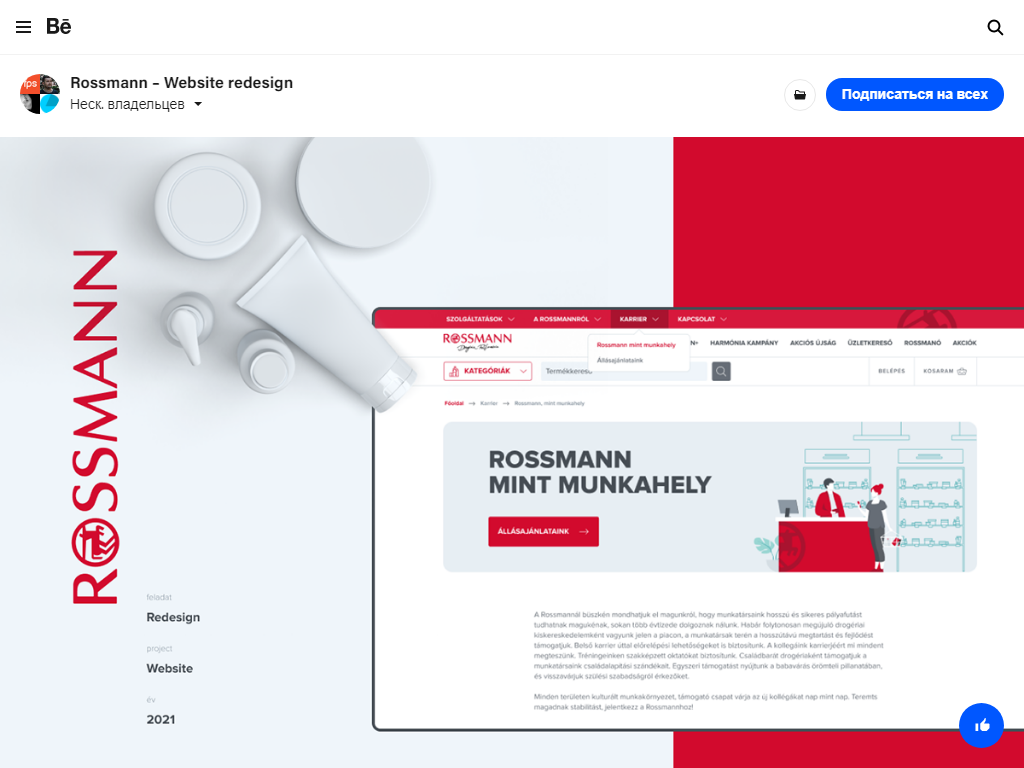 Bē
ips
Rossmann – Website redesign
Неск. владельцев
Подписаться на всех
ROSSMANN
feladat
Redesign
project
Website
év
2021
SZOLGÁLTATÁSOK
A ROSSMANNRÓL
KARRIER
KAPCSOLAT
ROSSMANN
Rossmann mint munkahely
Állásajánlataink
HARMÓNIA KAMPÁNY
AKCIÓS ÚJSÁG
ÜZLETKERESŐ
ROSSMANÓ
AKCIÓK
KATEGÓRIÁK
Termékkereső
BELÉPÉS
KOSARAM
Főoldal → Karrier → Rossmann, mint munkahely
ROSSMANN
MINT MUNKAHELY
ÁLLÁSAJÁNLATAINK →
A Rossmannál büszkén mondhatjuk el magunkról, hogy munkatársaink hosszú és sikeres pályafutást
tudhatnak magukénak, sokan több évtizede dolgoznak nálunk. Habár folytonosan megújuló drogériai
kiskereskedelemként vagyunk jelen a piacon, a munkatársak terén a hosszútávú megtartást és fejlődést
támogatjuk. Belső karrier úttal előrelépési lehetőségeket is biztosítunk. A kollégáink karrierjéért mi mindent
megteszünk. Tréningeinken szakképzett oktatókat biztosítunk. Családbarát drogériaként támogatjuk a
munkatársaink családalapítási szándékait. Egyszeri támogatást nyújtunk a babavárás örömteli pillanatában,
és visszavárjuk szülési szabadságról érkezőket.
Minden területen kulturált munkakörnyezet, támogató csapat várja az új kollégákat nap mint nap. Teremts
magadnak stabilitást, jelentkezz a Rossmannhoz!